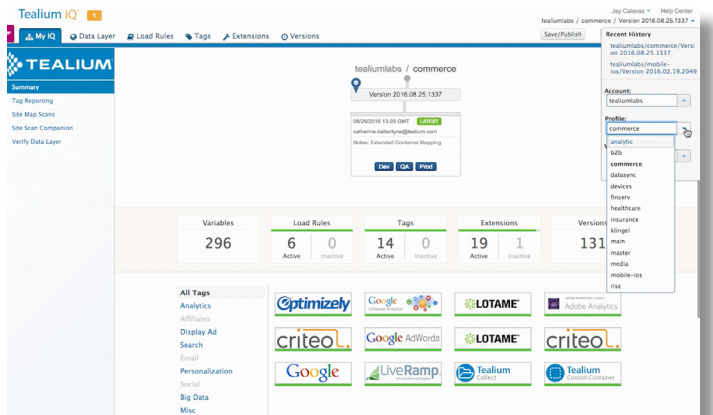 Tealium iQ 1
Jay Calavas Help Center
tealiumlabs / commerce / Version 2016.08.25.1337
My iQ Data Layer Load Rules Tags Extensions Versions Save/Publish
TEALIUM
Summary
Tag Reporting
Site Map Scans
Site Scan Companion
Verify Data Layer
tealiumlabs / commerce
Version 2016.08.25.1337
08/25/2016 13:29 GMT LATEST
catherine.ballantyne@tealium.com
Notes: Extended Container Mapping
Dev QA Prod
Recent History
tealiumlabs/commerce/Versi
on 2016.08.25.1337
tealiumlabs/mobile-
ios/Version 2016.02.19.2049
Account:
tealiumlabs
Profile:
commerce
analytic
b2b
commerce
datasync
devices
finserv
healthcare
insurance
klingel
main
master
media
mobile-ios
rise
Variables Load Rules Tags Extensions Version
296 6 0 14 0 19 1 131
Active Inactive Active Inactive Active Inactive
All Tags
Analytics
Affiliates
Display Ad
Search
Email
Personalization
Social
Big Data
Misc
Optimizely Google Universal Analytics LOTAME Adobe Analytics
criteo. Google AdWords LOTAME criteo.
Google LiveRamp Tealium Collect Tealium Custom Container